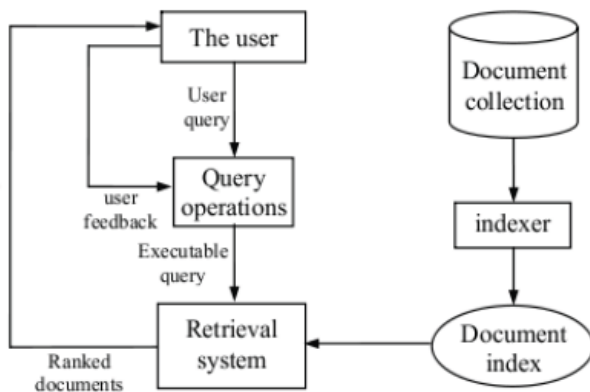 The user
Document
collection
User
query
Query
operations
user
feedback
indexer
Executable
query
Retrieval
system
Document
index
Ranked
documents